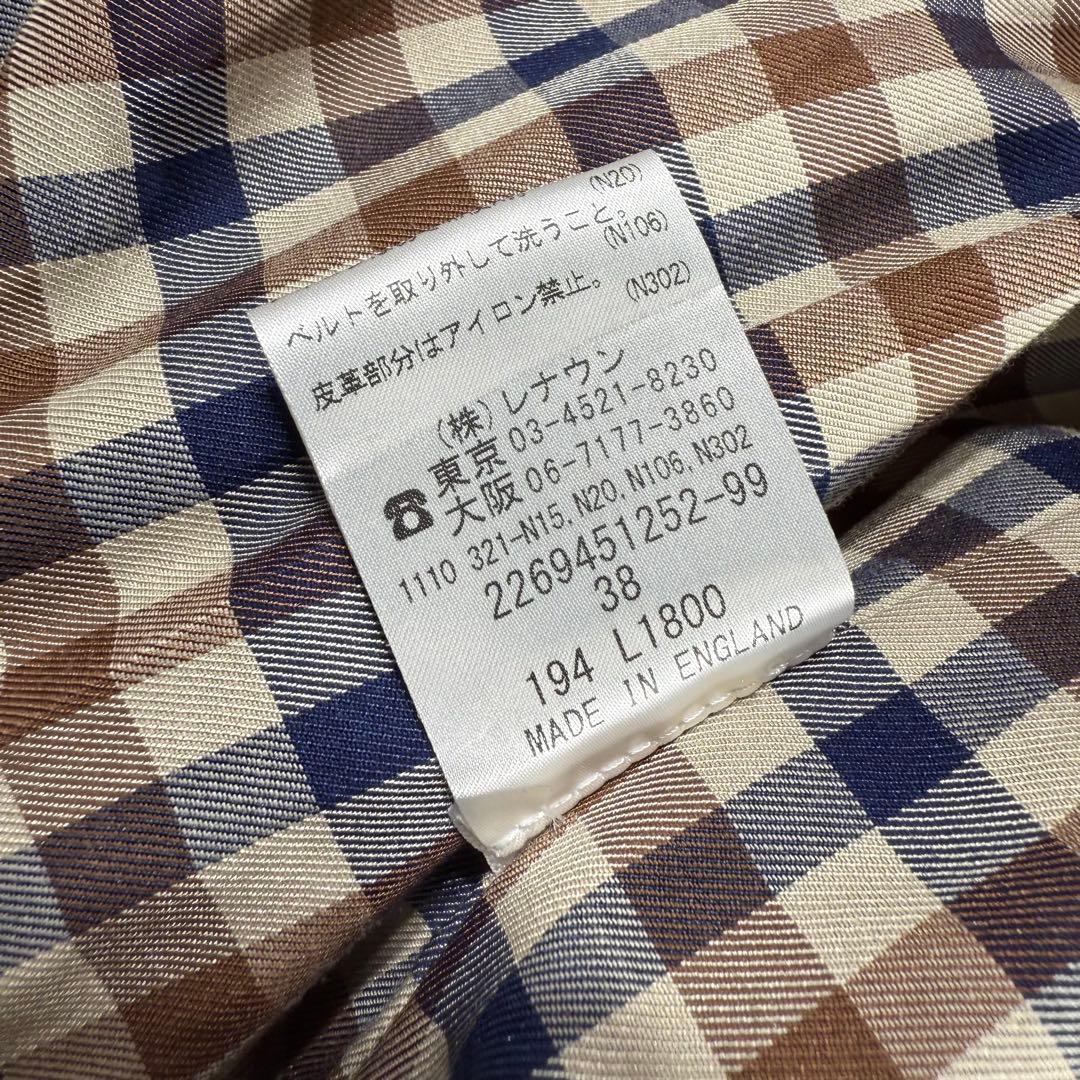 (N20)
ベルトを取り外して洗うこと。
(N106)
皮革部分はアイロン禁止。
(N302)
(株)レナウン
東京 03-4521-8230
☎大阪 06-7177-3860
1110 321-N15, N20, N106, N302
2269451252-99
38
194 L1800
MADE IN ENGLAND